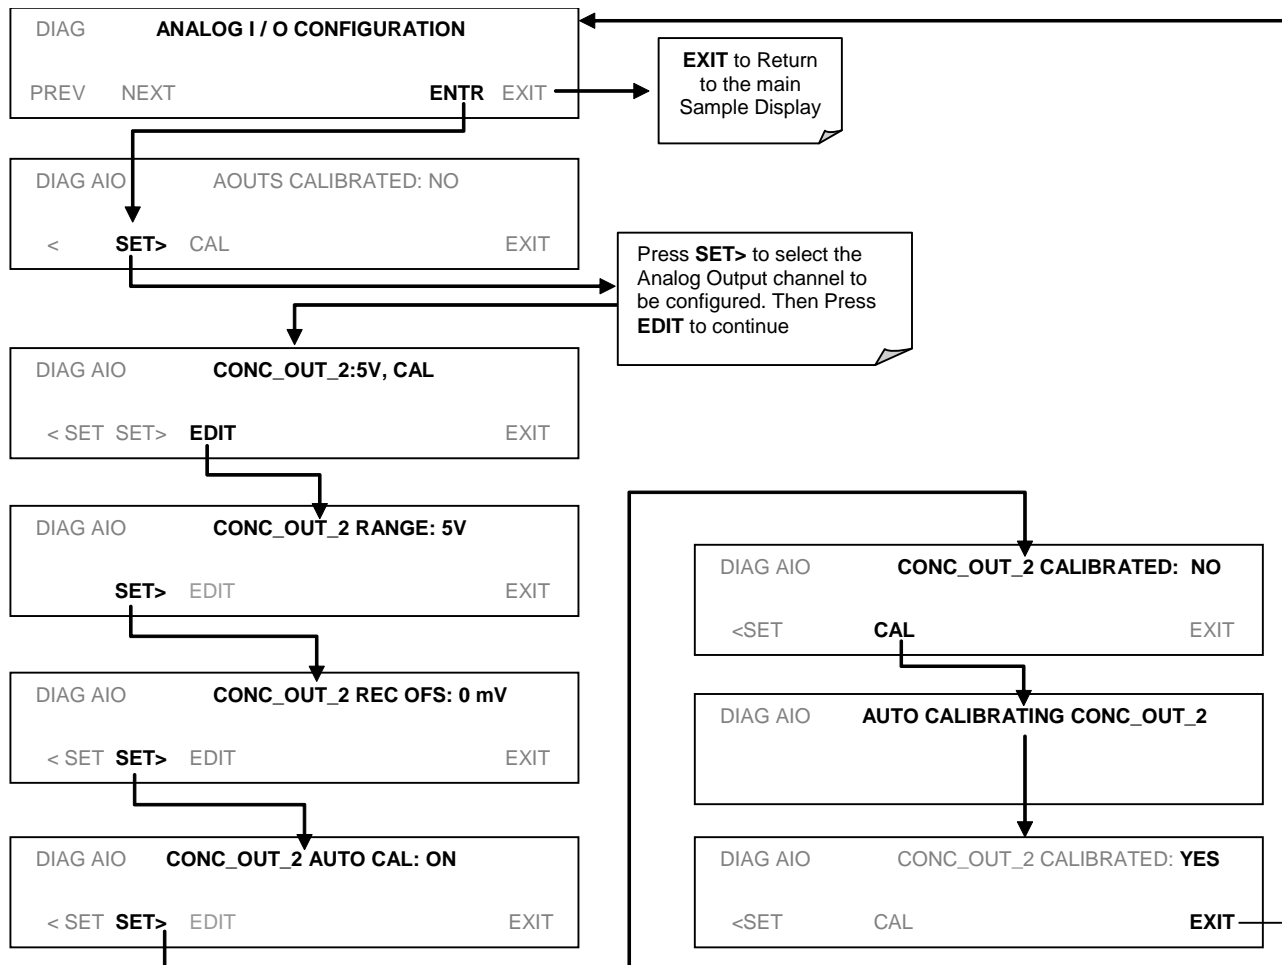 DIAG ANALOG I / O CONFIGURATION
PREV NEXT ENTR EXIT
EXIT to Return
to the main
Sample Display
DIAG AIO AOUTS CALIBRATED: NO
< SET> CAL EXIT
Press SET> to select the
Analog Output channel to
be configured. Then Press
EDIT to continue
DIAG AIO CONC_OUT_2:5V, CAL
< SET SET> EDIT EXIT
DIAG AIO CONC_OUT_2 RANGE: 5V
SET> EDIT EXIT
DIAG AIO CONC_OUT_2 REC OFS: 0 mV
< SET SET> EDIT EXIT
DIAG AIO CONC_OUT_2 AUTO CAL: ON
< SET SET> EDIT EXIT
DIAG AIO CONC_OUT_2 CALIBRATED: NO
<SET CAL EXIT
DIAG AIO AUTO CALIBRATING CONC_OUT_2
DIAG AIO CONC_OUT_2 CALIBRATED: YES
<SET CAL EXIT